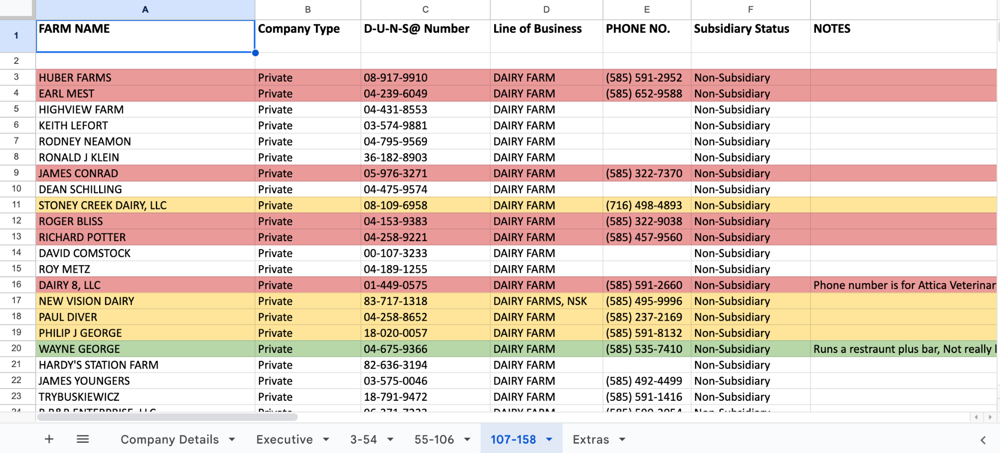 A B C D E F
1 FARM NAME Company Type D-U-N-S@ Number Line of Business PHONE NO. Subsidiary Status NOTES
2
3 HUBER FARMS Private 08-917-9910 DAIRY FARM (585) 591-2952 Non-Subsidiary
4 EARL MEST Private 04-239-6049 DAIRY FARM (585) 652-9588 Non-Subsidiary
5 HIGHVIEW FARM Private 04-431-8553 DAIRY FARM Non-Subsidiary
6 KEITH LEFORT Private 03-574-9881 DAIRY FARM Non-Subsidiary
7 RODNEY NEAMON Private 04-795-9569 DAIRY FARM Non-Subsidiary
8 RONALD J KLEIN Private 36-182-8903 DAIRY FARM Non-Subsidiary
9 JAMES CONRAD Private 05-976-3271 DAIRY FARM (585) 322-7370 Non-Subsidiary
10 DEAN SCHILLING Private 04-475-9574 DAIRY FARM Non-Subsidiary
11 STONEY CREEK DAIRY, LLC Private 08-109-6958 DAIRY FARM (716) 498-4893 Non-Subsidiary
12 ROGER BLISS Private 04-153-9383 DAIRY FARM (585) 322-9038 Non-Subsidiary
13 RICHARD POTTER Private 04-258-9221 DAIRY FARM (585) 457-9560 Non-Subsidiary
14 DAVID COMSTOCK Private 00-107-3233 DAIRY FARM Non-Subsidiary
15 ROY METZ Private 04-189-1255 DAIRY FARM Non-Subsidiary
16 DAIRY 8, LLC Private 01-449-0575 DAIRY FARM (585) 591-2660 Non-Subsidiary Phone number is for Attica Veterinar
17 NEW VISION DAIRY Private 83-717-1318 DAIRY FARMS, NSK (585) 495-9996 Non-Subsidiary
18 PAUL DIVER Private 04-258-8652 DAIRY FARM (585) 237-2169 Non-Subsidiary
19 PHILIP J GEORGE Private 18-020-0057 DAIRY FARM (585) 591-8132 Non-Subsidiary
20 WAYNE GEORGE Private 04-675-9366 DAIRY FARM (585) 535-7410 Non-Subsidiary Runs a restraunt plus bar, Not really
21 HARDY'S STATION FARM Private 82-636-3194 DAIRY FARM Non-Subsidiary
22 JAMES YOUNGERS Private 03-575-0046 DAIRY FARM (585) 492-4499 Non-Subsidiary
23 TRYBUSKIEWICZ Private 18-791-9472 DAIRY FARM (585) 591-1416 Non-Subsidiary
24 ENTERPRISE, LLC Private DAIRY FARM Non-Subsidiary
Company Details Executive 3-54 55-106 107-158 Extras